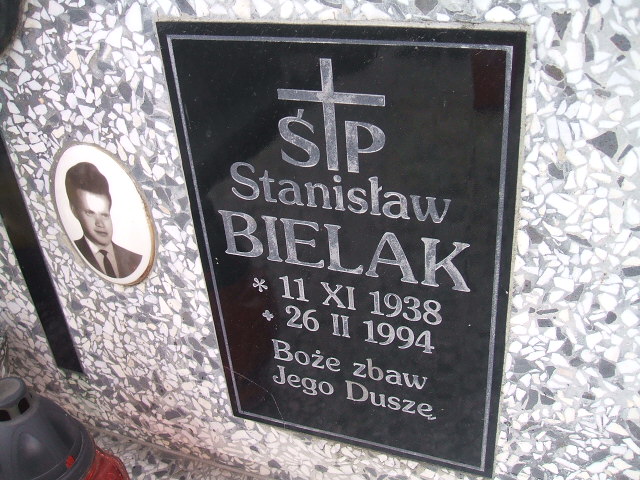 ŚP
Stanisław
BIELAK
* 11 XI 1938
+ 26 II 1994
Boże zbaw
Jego Duszę